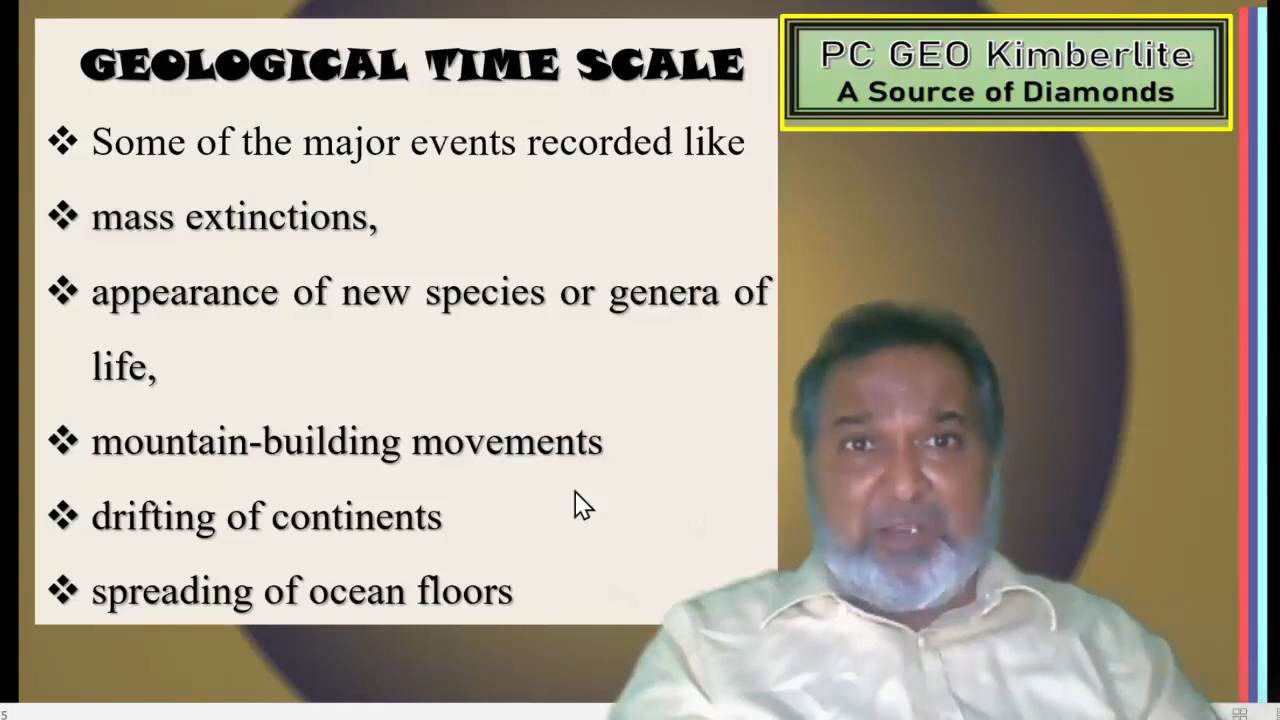 GEOLOGICAL TIME SCALE
Some of the major events recorded like
mass extinctions,
appearance of new species or genera of
life,
mountain-building movements
drifting of continents
spreading of ocean floors
PC GEO Kimberlite
A Source of Diamonds
5